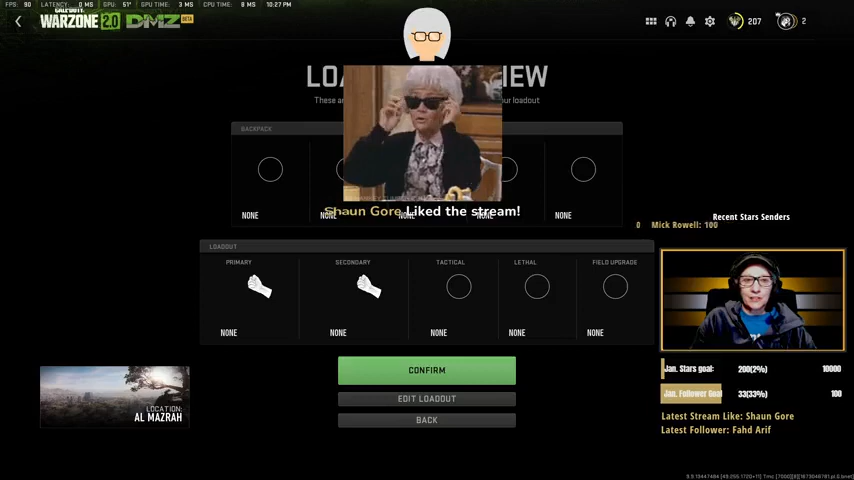 FPS: 90 LATENCY: 0 MS GPU: 51° GPU TIME: 3 MS CPU TIME: 8 MS 10:27 PM
WARZONE 2.0 DMZ BETA
207
2
These are your loadout
BACKPACK
NONE NONE NONE NONE NONE
Shaun Gore Liked the stream!
Recent Stars Senders
0 Mick Rowell: 100
LOADOUT
PRIMARY SECONDARY TACTICAL LETHAL FIELD UPGRADE
NONE NONE NONE NONE NONE
CONFIRM
EDIT LOADOUT
BACK
LOCATION:
AL MAZRAH
Jan. Stars goal: 200(2%) 10000
Jan. Follower Goal 33(33%) 100
Latest Stream Like: Shaun Gore
Latest Follower: Fahd Arif